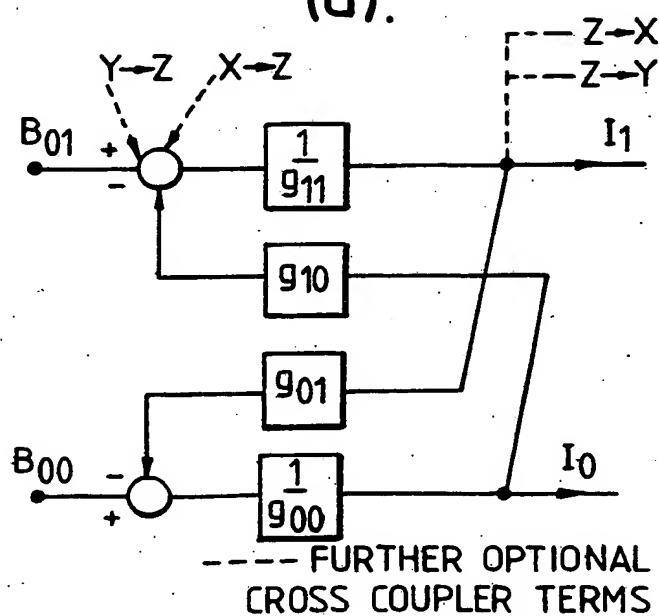 (d).
Y→Z X→Z Z→X
Z→Y
B01 + − 1/g11 I1
g10
g01
B00 − + 1/g00 I0
---- FURTHER OPTIONAL
CROSS COUPLER TERMS